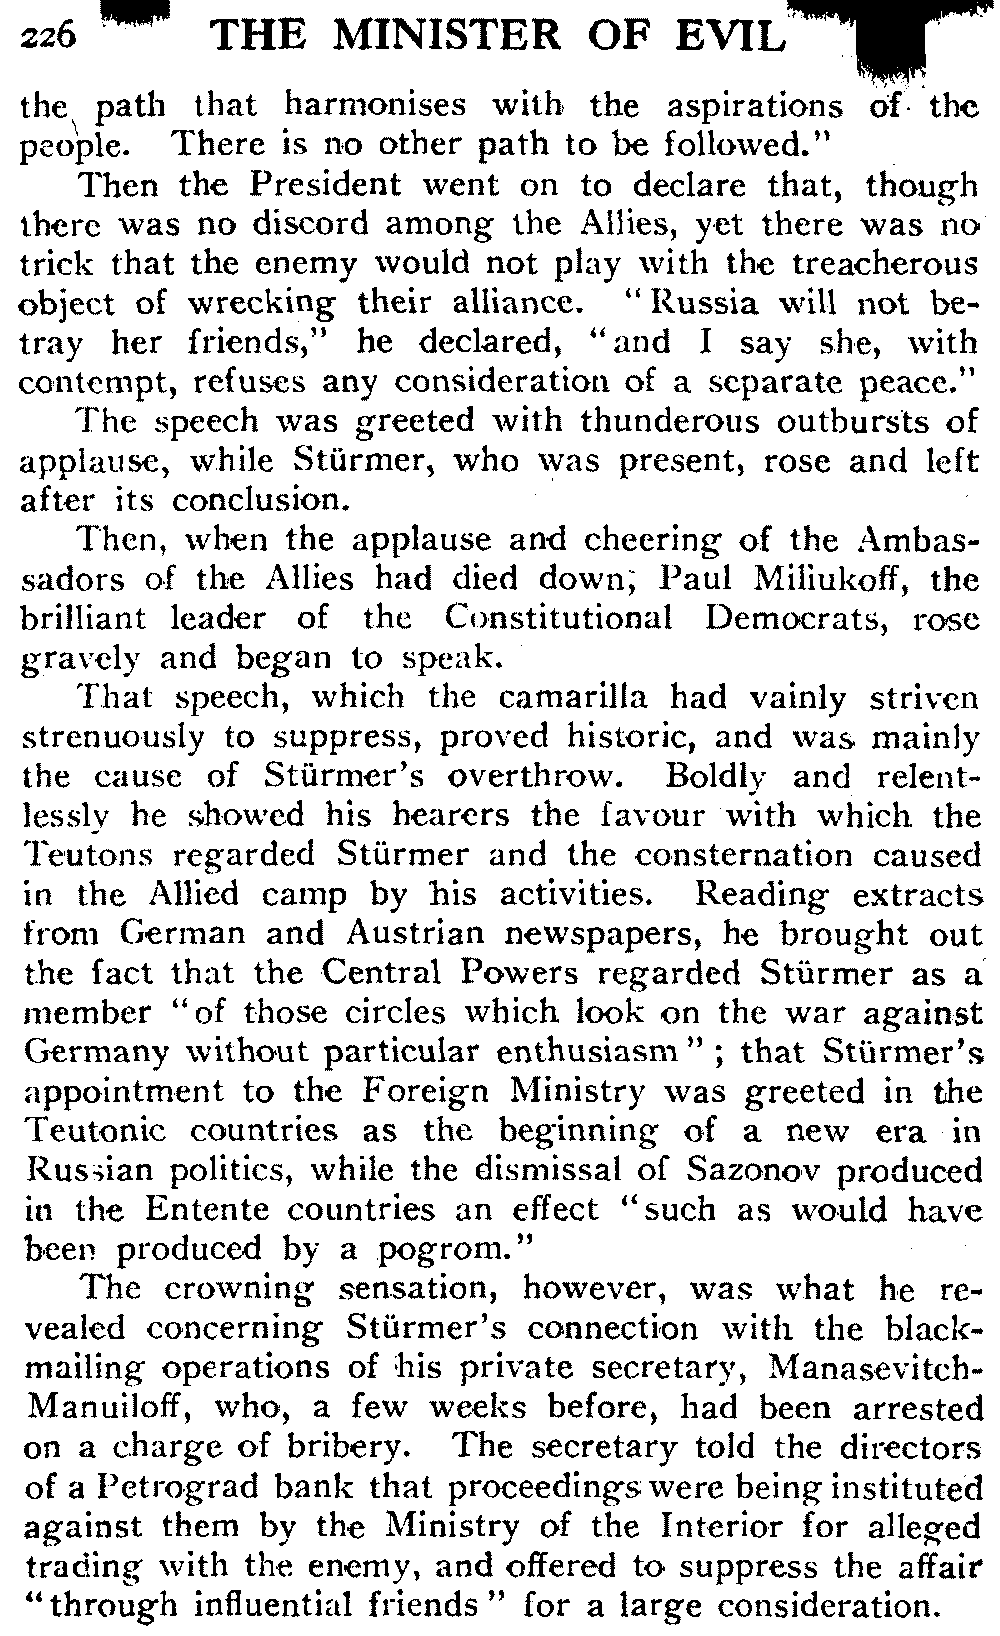 226 THE MINISTER OF EVIL
the path that harmonises with the aspirations of the
people. There is no other path to be followed."
Then the President went on to declare that, though
there was no discord among the Allies, yet there was no
trick that the enemy would not play with the treacherous
object of wrecking their alliance. "Russia will not be-
tray her friends," he declared, "and I say she, with
contempt, refuses any consideration of a separate peace."
The speech was greeted with thunderous outbursts of
applause, while Stürmer, who was present, rose and left
after its conclusion.
Then, when the applause and cheering of the Ambas-
sadors of the Allies had died down, Paul Miliukoff, the
brilliant leader of the Constitutional Democrats, rose
gravely and began to speak.
That speech, which the camarilla had vainly striven
strenuously to suppress, proved historic, and was mainly
the cause of Stürmer's overthrow. Boldly and relent-
lessly he showed his hearers the favour with which the
Teutons regarded Stürmer and the consternation caused
in the Allied camp by his activities. Reading extracts
from German and Austrian newspapers, he brought out
the fact that the Central Powers regarded Stürmer as a
member "of those circles which look on the war against
Germany without particular enthusiasm"; that Stürmer's
appointment to the Foreign Ministry was greeted in the
Teutonic countries as the beginning of a new era in
Russian politics, while the dismissal of Sazonov produced
in the Entente countries an effect "such as would have
been produced by a pogrom."
The crowning sensation, however, was what he re-
vealed concerning Stürmer's connection with the black-
mailing operations of his private secretary, Manasevitch-
Manuiloff, who, a few weeks before, had been arrested
on a charge of bribery. The secretary told the directors
of a Petrograd bank that proceedings were being instituted
against them by the Ministry of the Interior for alleged
trading with the enemy, and offered to suppress the affair
"through influential friends" for a large consideration.